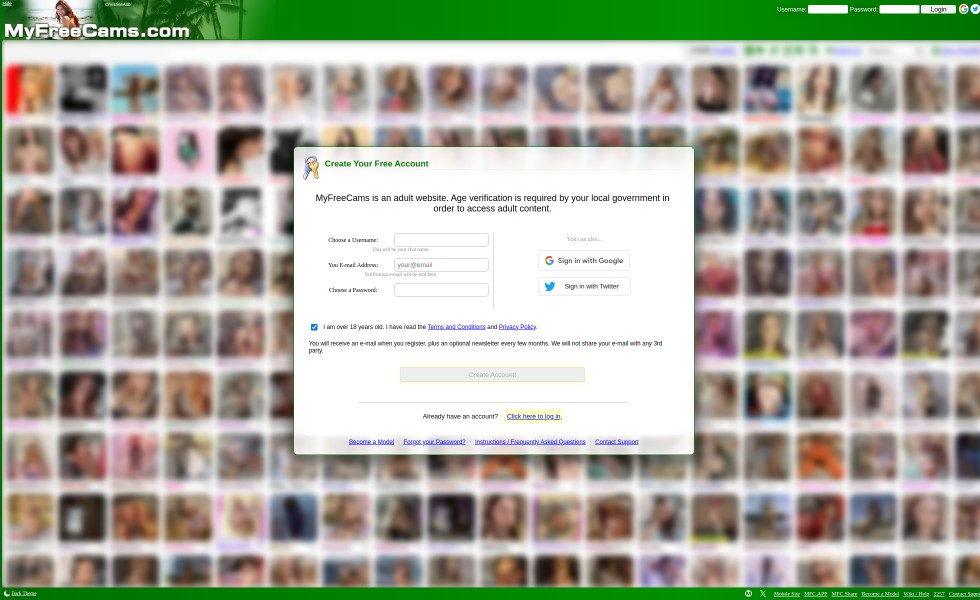 Username: Password: Login
MyFreeCams.com
Create Your Free Account
MyFreeCams is an adult website. Age verification is required by your local government in
order to access adult content.
Choose a Username:
This will be your chat name.
You E-mail Address: your@email
Verification e-mail will be sent here.
Choose a Password:
You can also...
Sign in with Google
Sign in with Twitter
I am over 18 years old. I have read the Terms and Conditions and Privacy Policy.
You will receive an e-mail when you register, plus an optional newsletter every few months. We will not share your e-mail with any 3rd
party.
Create Account!
Already have an account? Click here to log in.
Become a Model - Forgot your Password? - Instructions / Frequently Asked Questions - Contact Support
Dark Theme
Mobile Site MFC.APP MFC Share Become a Model Wiki / Help 2257 Contact